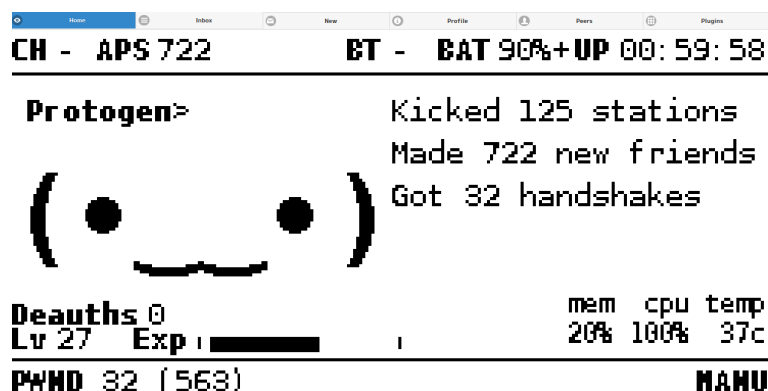 Home Inbox New Profile Peers Plugins
CH - APS 722 BT - BAT 90%+ UP 00:59:58
Protogen>
Kicked 125 stations
Made 722 new friends
Got 32 handshakes
(●‿‿●)
Deauths 0
Lv 27 Exp
mem cpu temp
20% 100% 37c
PWND 32 (563) MANU